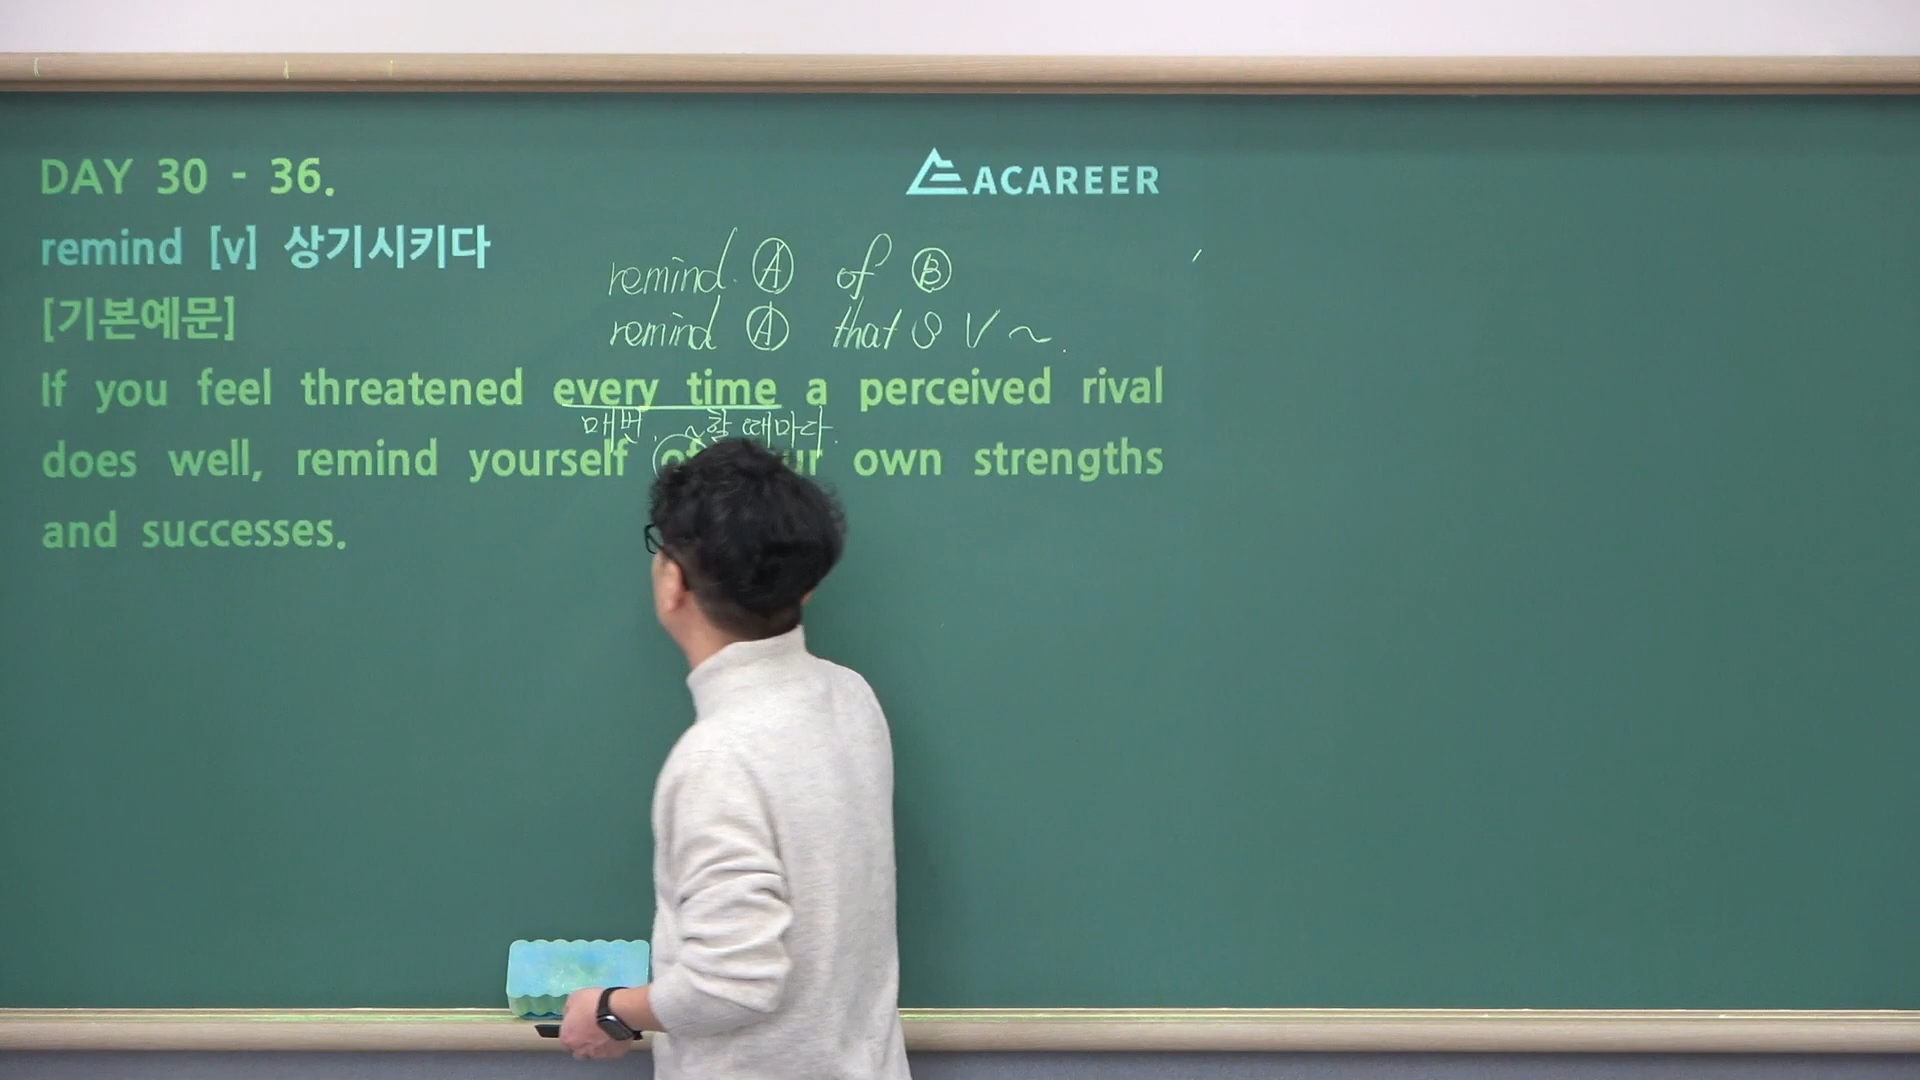 DAY 30 - 36.
ACAREER
remind [v] 상기시키다
remind Ⓐ of Ⓑ
[기본예문]
remind Ⓐ that S V ~.
If you feel threatened every time a perceived rival
매번. ~할 때마다.
does well, remind yourself of own strengths
and successes.